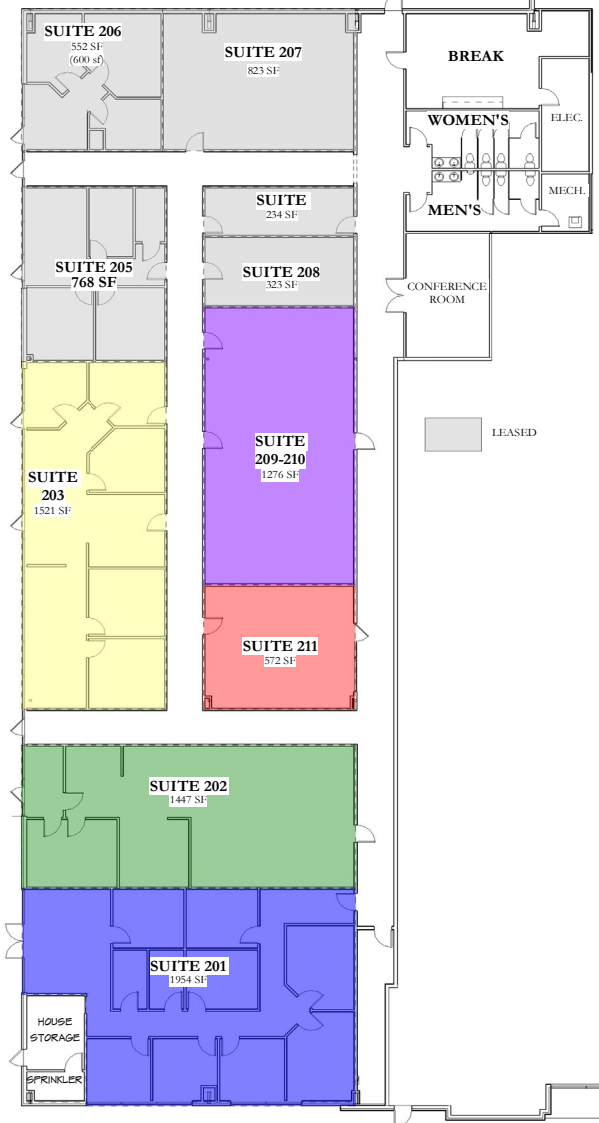 SUITE 206
552 SF
(600 sf)
SUITE 207
823 SF
BREAK
WOMEN'S
ELEC.
MECH.
MEN'S
SUITE
234 SF
SUITE 208
323 SF
CONFERENCE
ROOM
SUITE 205
768 SF
LEASED
SUITE
209-210
1276 SF
SUITE
203
1521 SF
SUITE 211
572 SF
SUITE 202
1447 SF
SUITE 201
1954 SF
HOUSE
STORAGE
SPRINKLER